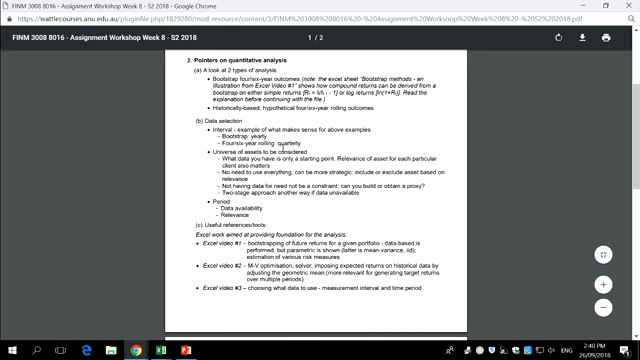 FINM 3008 8016 - Assignment Workshop Week 8 - S2 2018 - Google Chrome
https://wattlecourses.anu.edu.au/pluginfile.php/1829280/mod_resource/content/3/FINM%203008%208016%20-%20Assignment%20Workshop%20Week%208%20-%20S2%202018.pdf
FINM 3008 8016 - Assignment Workshop Week 8 - S2 2018
1 / 2
2. Pointers on quantitative analysis
(a) A look at 2 types of analysis
• Bootstrap four/six-year outcomes (note: the excel sheet "Bootstrap methods - an
illustration from Excel Video #1" shows how compound returns can be derived from
a bootstrap on either simple returns
or log returns [ln(1+Rt)]. Read the
explanation before continuing with the file.)
• Historically-based, hypothetical four/six-year rolling outcomes
(b) Data selection
• Interval - example of what makes sense for above examples
− Bootstrap: yearly
− Four/six-year rolling: quarterly
• Universe of assets to be considered
− What data you have is only a starting point. Relevance of asset for each particular
client also matters
− No need to use everything, can be more strategic: include or exclude asset based on
relevance
− Not having data for need not be a constraint: can you build or obtain a proxy?
− Two-stage approach another way if data unavailable
• Period
− Data availability
− Relevance
(c) Useful references/tools:
Excel work aimed at providing foundation for the analysis.
• Excel video #1 – bootstrapping of future returns for a given portfolio - data-based is
performed, but parametric is shown (latter is mean-variance, iid);
estimation of various risk measures
• Excel video #2 – M-V optimisation; solver, imposing expected returns on historical data by
adjusting the geometric mean (more relevant for generating target returns
over multiple periods)
• Excel video #3 – choosing what data to use - measurement interval and time period
ENG
2:40 PM
26/09/2018